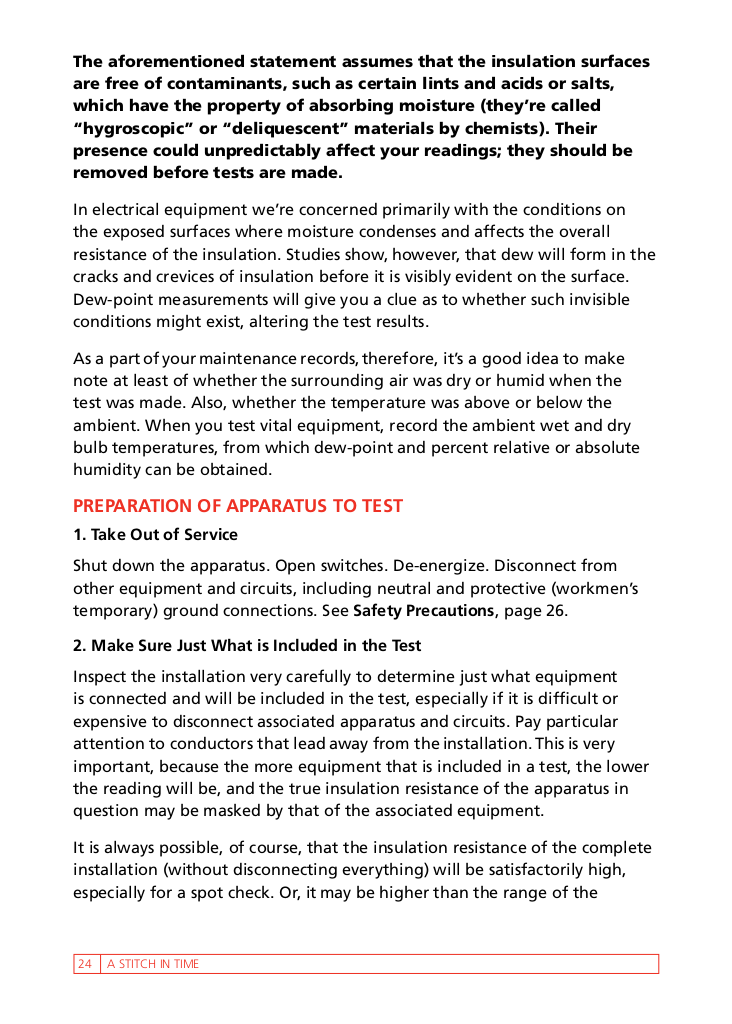 The aforementioned statement assumes that the insulation surfaces
are free of contaminants, such as certain lints and acids or salts,
which have the property of absorbing moisture (they’re called
“hygroscopic” or “deliquescent” materials by chemists). Their
presence could unpredictably affect your readings; they should be
removed before tests are made.
In electrical equipment we’re concerned primarily with the conditions on
the exposed surfaces where moisture condenses and affects the overall
resistance of the insulation. Studies show, however, that dew will form in the
cracks and crevices of insulation before it is visibly evident on the surface.
Dew-point measurements will give you a clue as to whether such invisible
conditions might exist, altering the test results.
As a part of your maintenance records, therefore, it’s a good idea to make
note at least of whether the surrounding air was dry or humid when the
test was made. Also, whether the temperature was above or below the
ambient. When you test vital equipment, record the ambient wet and dry
bulb temperatures, from which dew-point and percent relative or absolute
humidity can be obtained.
PREPARATION OF APPARATUS TO TEST
1. Take Out of Service
Shut down the apparatus. Open switches. De-energize. Disconnect from
other equipment and circuits, including neutral and protective (workmen’s
temporary) ground connections. See Safety Precautions, page 26.
2. Make Sure Just What is Included in the Test
Inspect the installation very carefully to determine just what equipment
is connected and will be included in the test, especially if it is difficult or
expensive to disconnect associated apparatus and circuits. Pay particular
attention to conductors that lead away from the installation. This is very
important, because the more equipment that is included in a test, the lower
the reading will be, and the true insulation resistance of the apparatus in
question may be masked by that of the associated equipment.
It is always possible, of course, that the insulation resistance of the complete
installation (without disconnecting everything) will be satisfactorily high,
especially for a spot check. Or, it may be higher than the range of the
24 A STITCH IN TIME